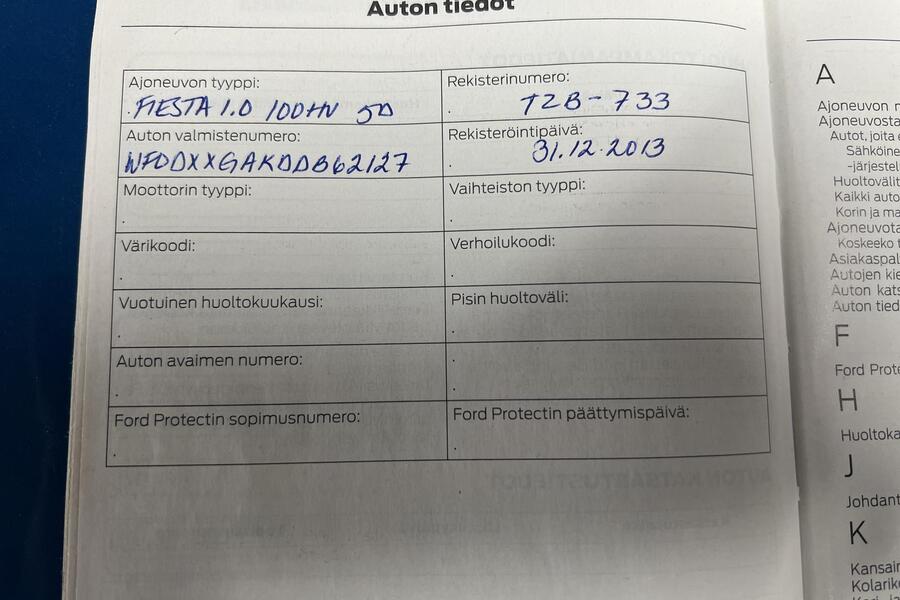 Auton tiedot
Ajoneuvon tyyppi:
FIESTA 1.0 100HV 5D
Rekisterinumero:
TZB-733
Auton valmistenumero:
WF0DXXGAKDDB62127
Rekisteröintipäivä:
31.12.2013
Moottorin tyyppi:
Vaihteiston tyyppi:
Värikoodi:
Verhoilukoodi:
Vuotuinen huoltokuukausi:
Pisin huoltoväli:
Auton avaimen numero:
Ford Protectin sopimusnumero:
Ford Protectin päättymispäivä:
A
Ajoneuvon
Ajoneuvosta
Autot, joita
Sähköine
-järjestel
Huoltovälit
Kaikki auto
Korin ja ma
Ajoneuvota
Koskeeko
Asiakaspal
Autojen kie
Auton kats
Auton tied
F
Ford Prote
H
Huoltoka
J
Johdant
K
Kansain
Kolarik